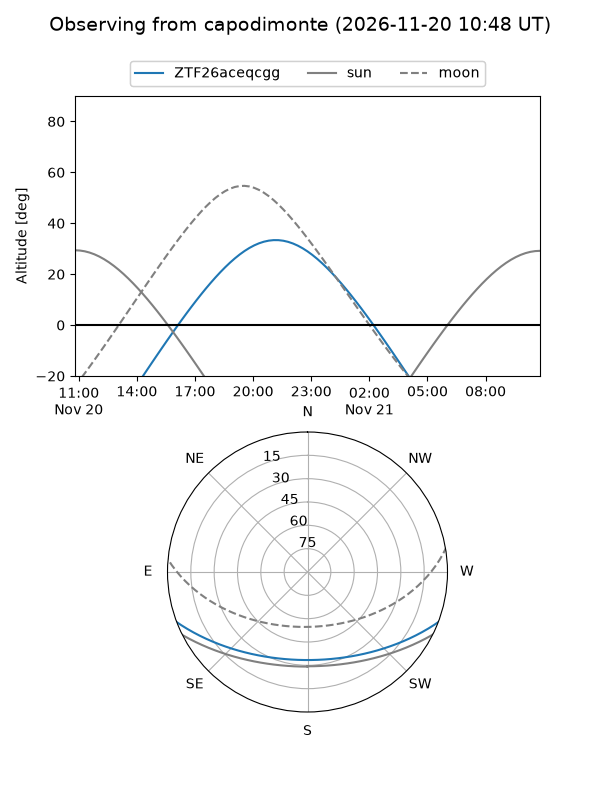 Observing from capodimonte (2026-11-20 10:48 UT)
ZTF26aceqcgg sun moon
Altitude [deg]
80
60
40
20
0
−20
11:00 14:00 17:00 20:00 23:00 02:00 05:00 08:00
Nov 20 Nov 21
N
NE NW
15
30
45
60
75
E W
SE SW
S